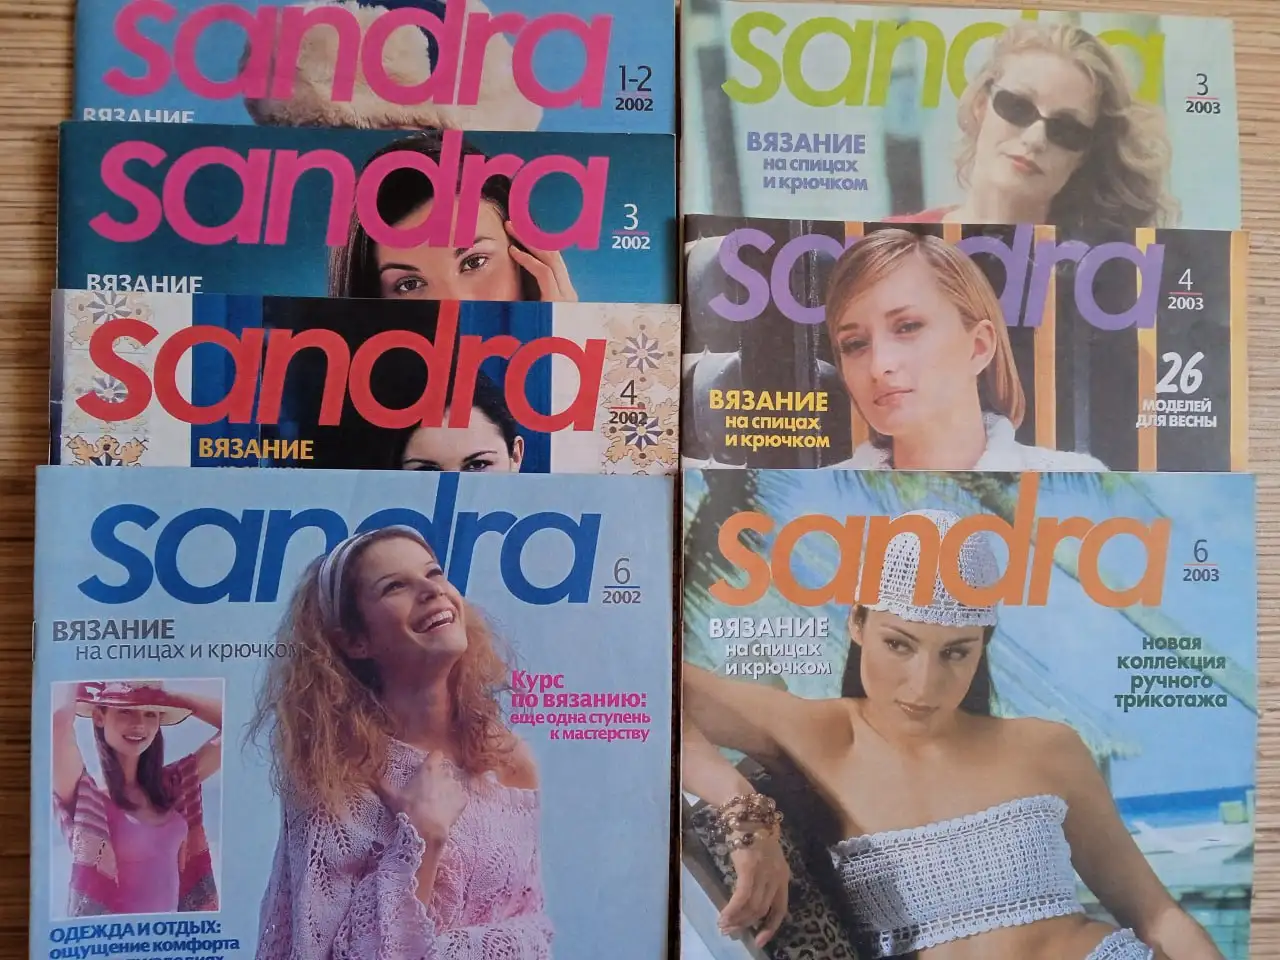 sandra
1-2
2002
ВЯЗАНИЕ
sandra
3
2002
ВЯЗАНИЕ
sandra
4
2002
ВЯЗАНИЕ
sandra
6
2002
ВЯЗАНИЕ
на спицах и крючком
Курс
по вязанию:
еще одна ступень
к мастерству
ОДЕЖДА И ОТДЫХ:
ощущение комфорта
sandra
3
2003
ВЯЗАНИЕ
на спицах
и крючком
sandra
4
2003
ВЯЗАНИЕ
на спицах
и крючком
26
МОДЕЛЕЙ
ДЛЯ ВЕСНЫ
sandra
6
2003
ВЯЗАНИЕ
на спицах
и крючком
новая
коллекция
ручного
трикотажа